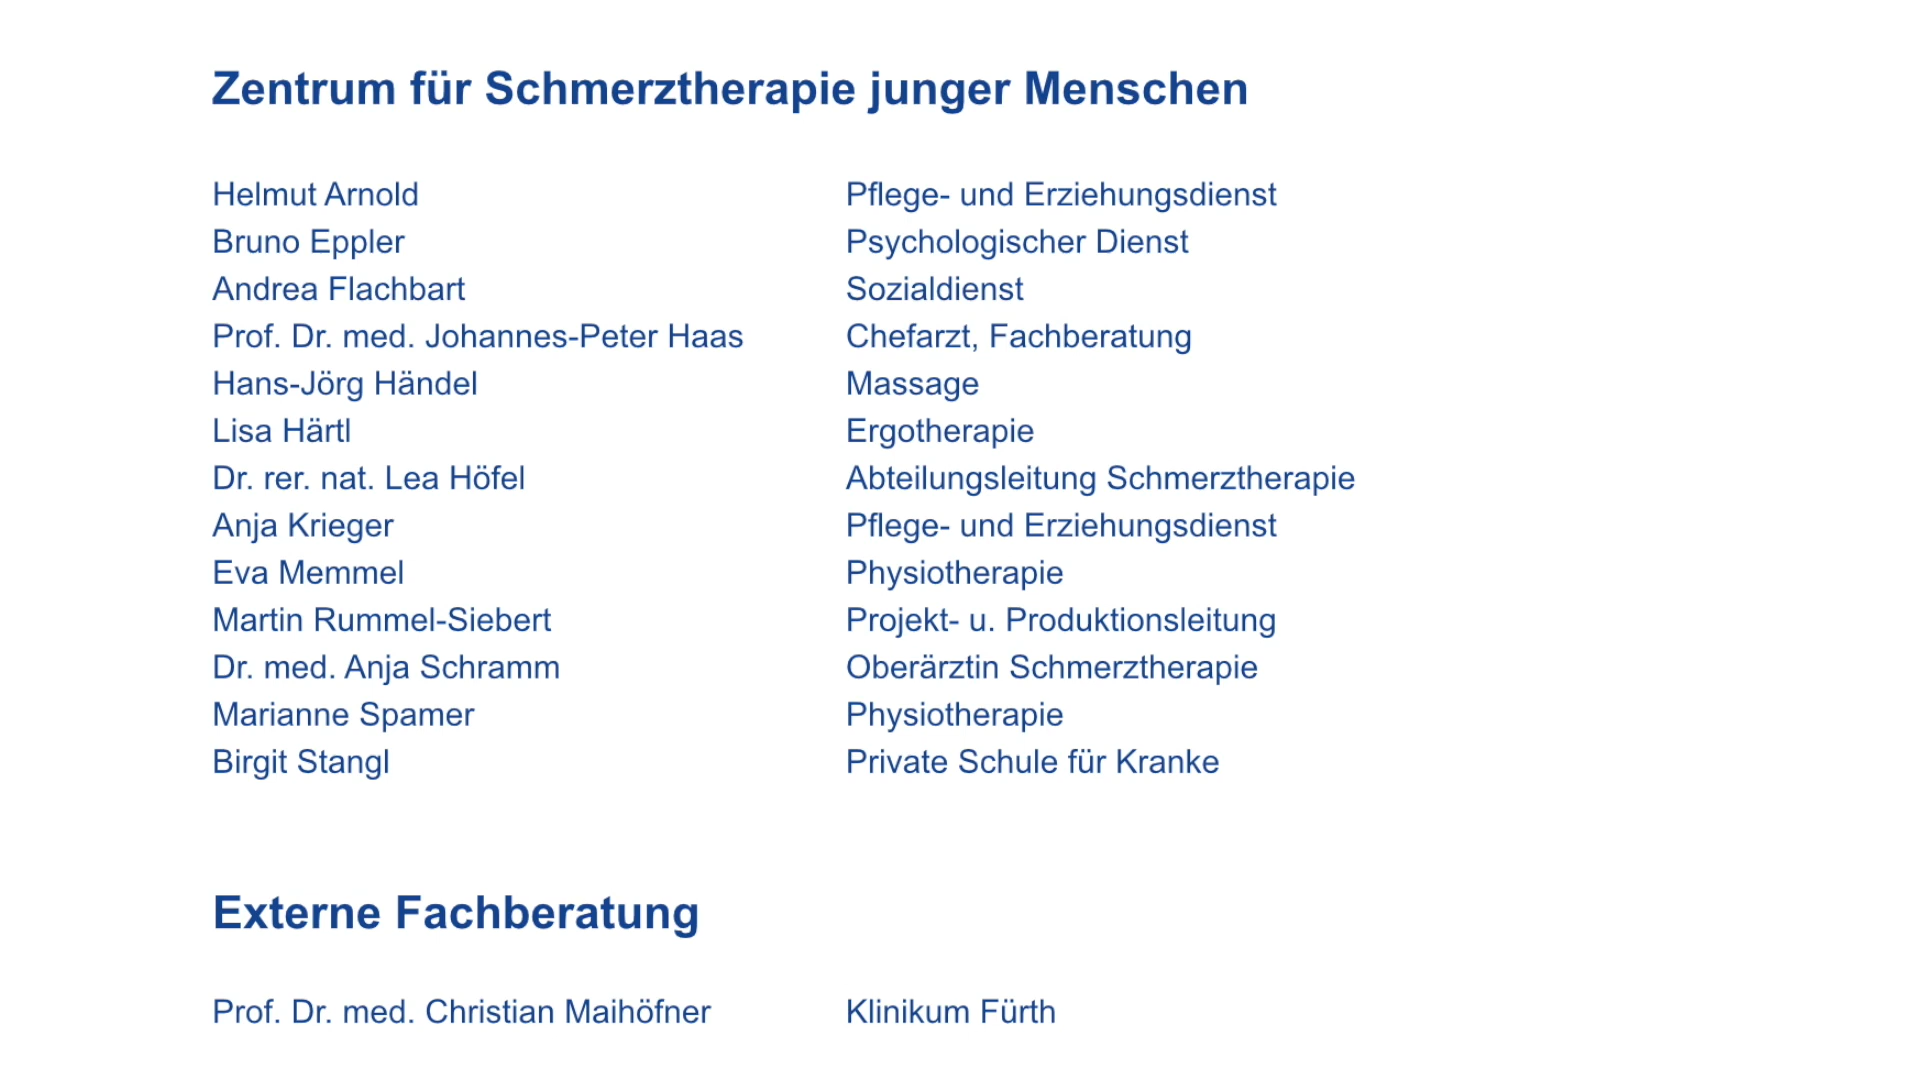 Zentrum für Schmerztherapie junger Menschen
Helmut Arnold Pflege- und Erziehungsdienst
Bruno Eppler Psychologischer Dienst
Andrea Flachbart Sozialdienst
Prof. Dr. med. Johannes-Peter Haas Chefarzt, Fachberatung
Hans-Jörg Händel Massage
Lisa Härtl Ergotherapie
Dr. rer. nat. Lea Höfel Abteilungsleitung Schmerztherapie
Anja Krieger Pflege- und Erziehungsdienst
Eva Memmel Physiotherapie
Martin Rummel-Siebert Projekt- u. Produktionsleitung
Dr. med. Anja Schramm Oberärztin Schmerztherapie
Marianne Spamer Physiotherapie
Birgit Stangl Private Schule für Kranke
Externe Fachberatung
Prof. Dr. med. Christian Maihöfner Klinikum Fürth